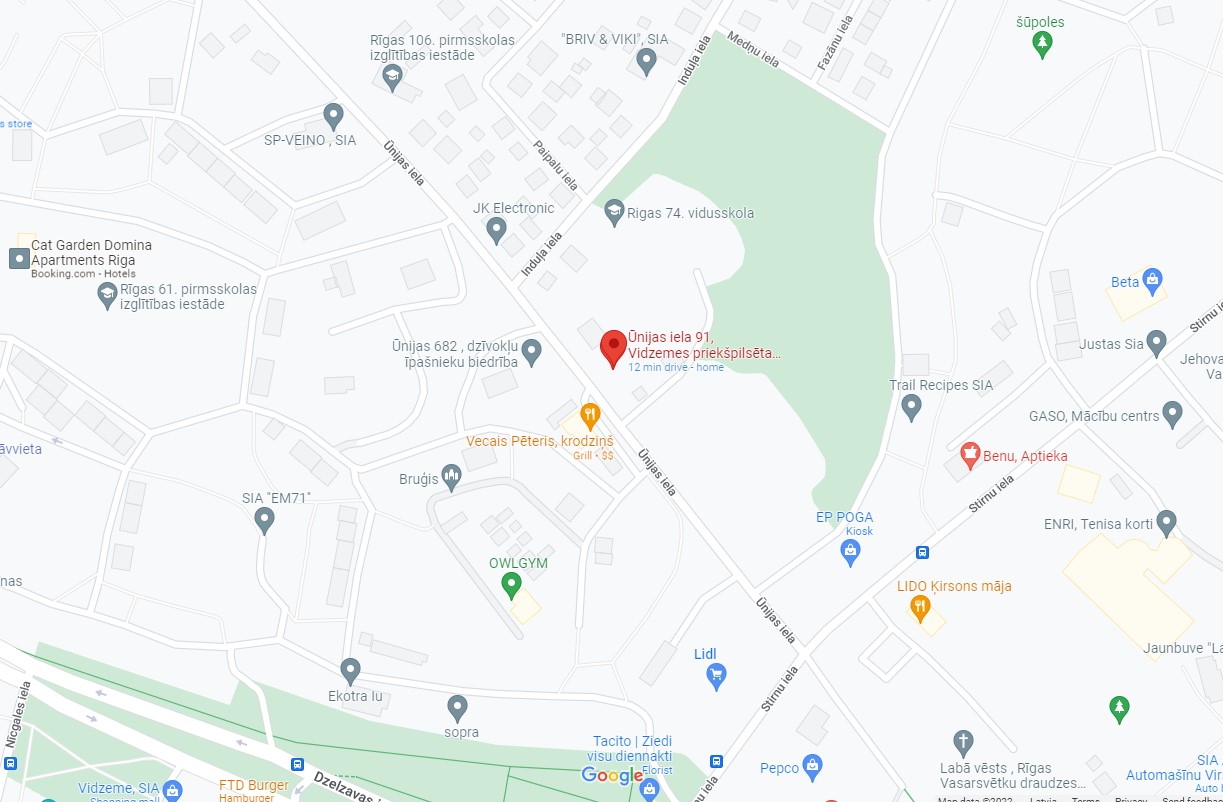 šūpoles
Rīgas 106. pirmsskolas
izglītības iestāde
"BRIV & VIKI", SIA
Induļa iela
Medņu iela
Fazānu iela
s store
SP-VEINO , SIA
Ūnijas iela
Paipalu iela
JK Electronic
Rigas 74. vidusskola
Induļa iela
Cat Garden Domina
Apartments Riga
Booking.com - Hotels
Rīgas 61. pirmsskolas
izglītības iestāde
Beta
Stirnu ie
Ūnijas 682 , dzīvokļu
īpašnieku biedrība
Ūnijas iela 91,
Vidzemes priekšpilsēta...
12 min drive - home
Justas Sia
Jehova
Va
Trail Recipes SIA
GASO, Mācību centrs
Vecais Pēteris, krodziņš
Grill • $$
āvvieta
Benu, Aptieka
Ūnijas iela
Bruģis
Stirnu iela
SIA "EM71"
EP POGA
Kiosk
ENRI, Tenisa korti
OWLGYM
nas
LIDO Ķirsons māja
Ūnijas iela
Lidl
Jaunbuve "La
Stirnu iela
Ekotra Iu
Nīcgales iela
sopra
Tacito | Ziedi
visu diennakti
Florist
Google
Pepco
Labā vēsts , Rīgas
Vasarsvētku draudzes...
SIA
Automašīnu Vir
Auto
Vidzeme, SIA
Shopping mall
FTD Burger
Hamburger
Dzelzavas i
iela
Map data ©2022
Latvia
Terms
Privacy
Send feedba